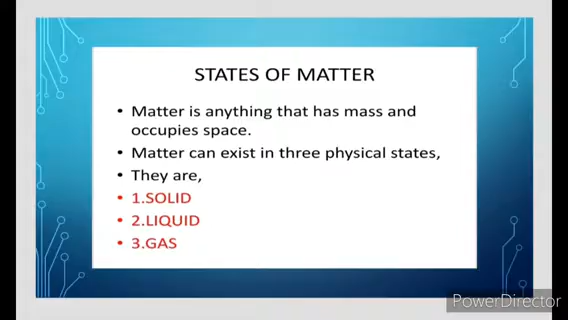 STATES OF MATTER
• Matter is anything that has mass and
occupies space.
• Matter can exist in three physical states,
• They are,
• 1.SOLID
• 2.LIQUID
• 3.GAS
PowerDirector